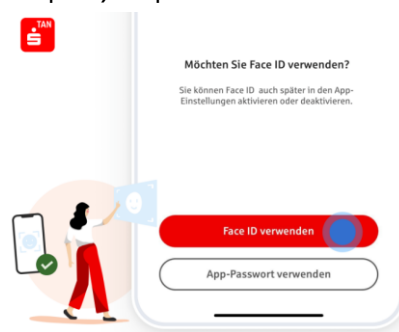 TAN
Möchten Sie Face ID verwenden?
Sie können Face ID auch später in den App-
Einstellungen aktivieren oder deaktivieren.
Face ID verwenden
App-Passwort verwenden